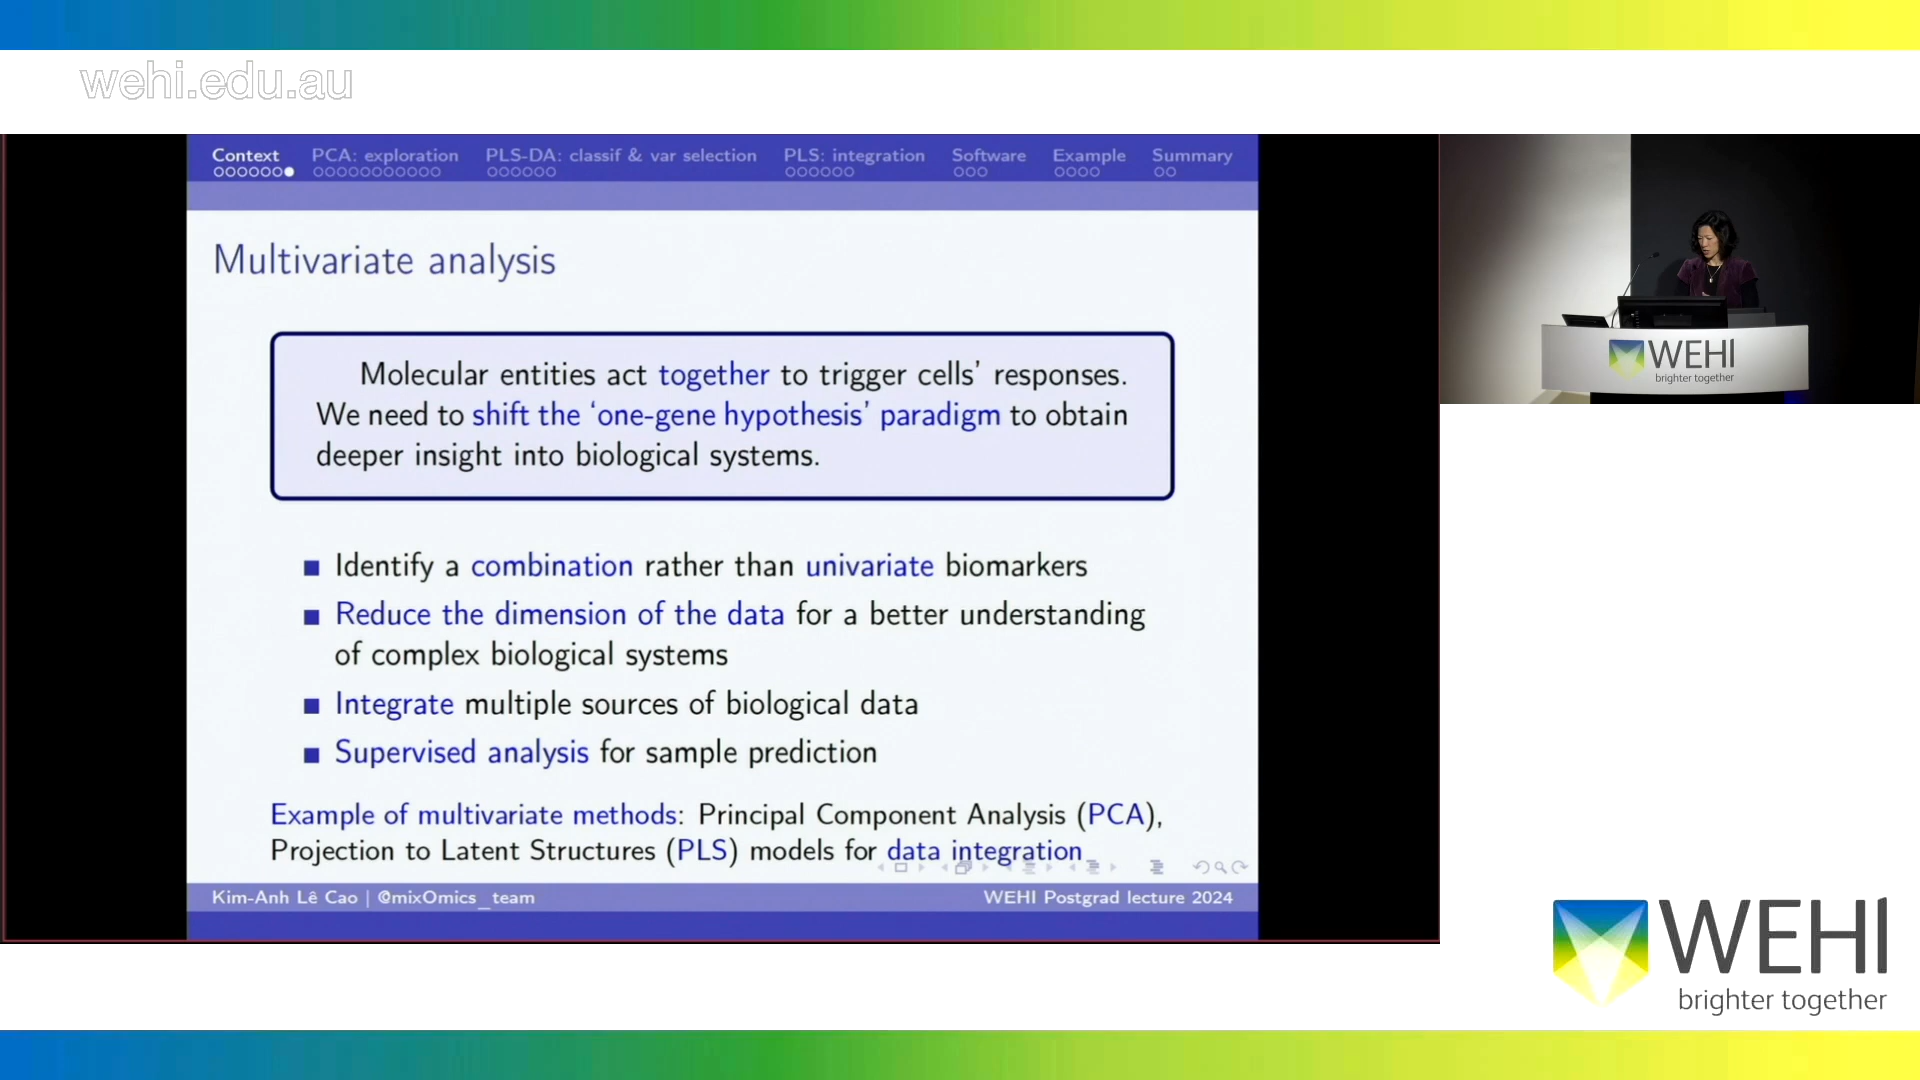 wehi.edu.au
Context PCA: exploration PLS-DA: classif & var selection PLS: integration Software Example Summary
Multivariate analysis
Molecular entities act together to trigger cells' responses.
We need to shift the ‘one-gene hypothesis’ paradigm to obtain
deeper insight into biological systems.
Identify a combination rather than univariate biomarkers
Reduce the dimension of the data for a better understanding
of complex biological systems
Integrate multiple sources of biological data
Supervised analysis for sample prediction
Example of multivariate methods: Principal Component Analysis (PCA),
Projection to Latent Structures (PLS) models for data integration
Kim-Anh Lê Cao | @mixOmics_team WEHI Postgrad lecture 2024
WEHI
brighter together
WEHI
brighter together